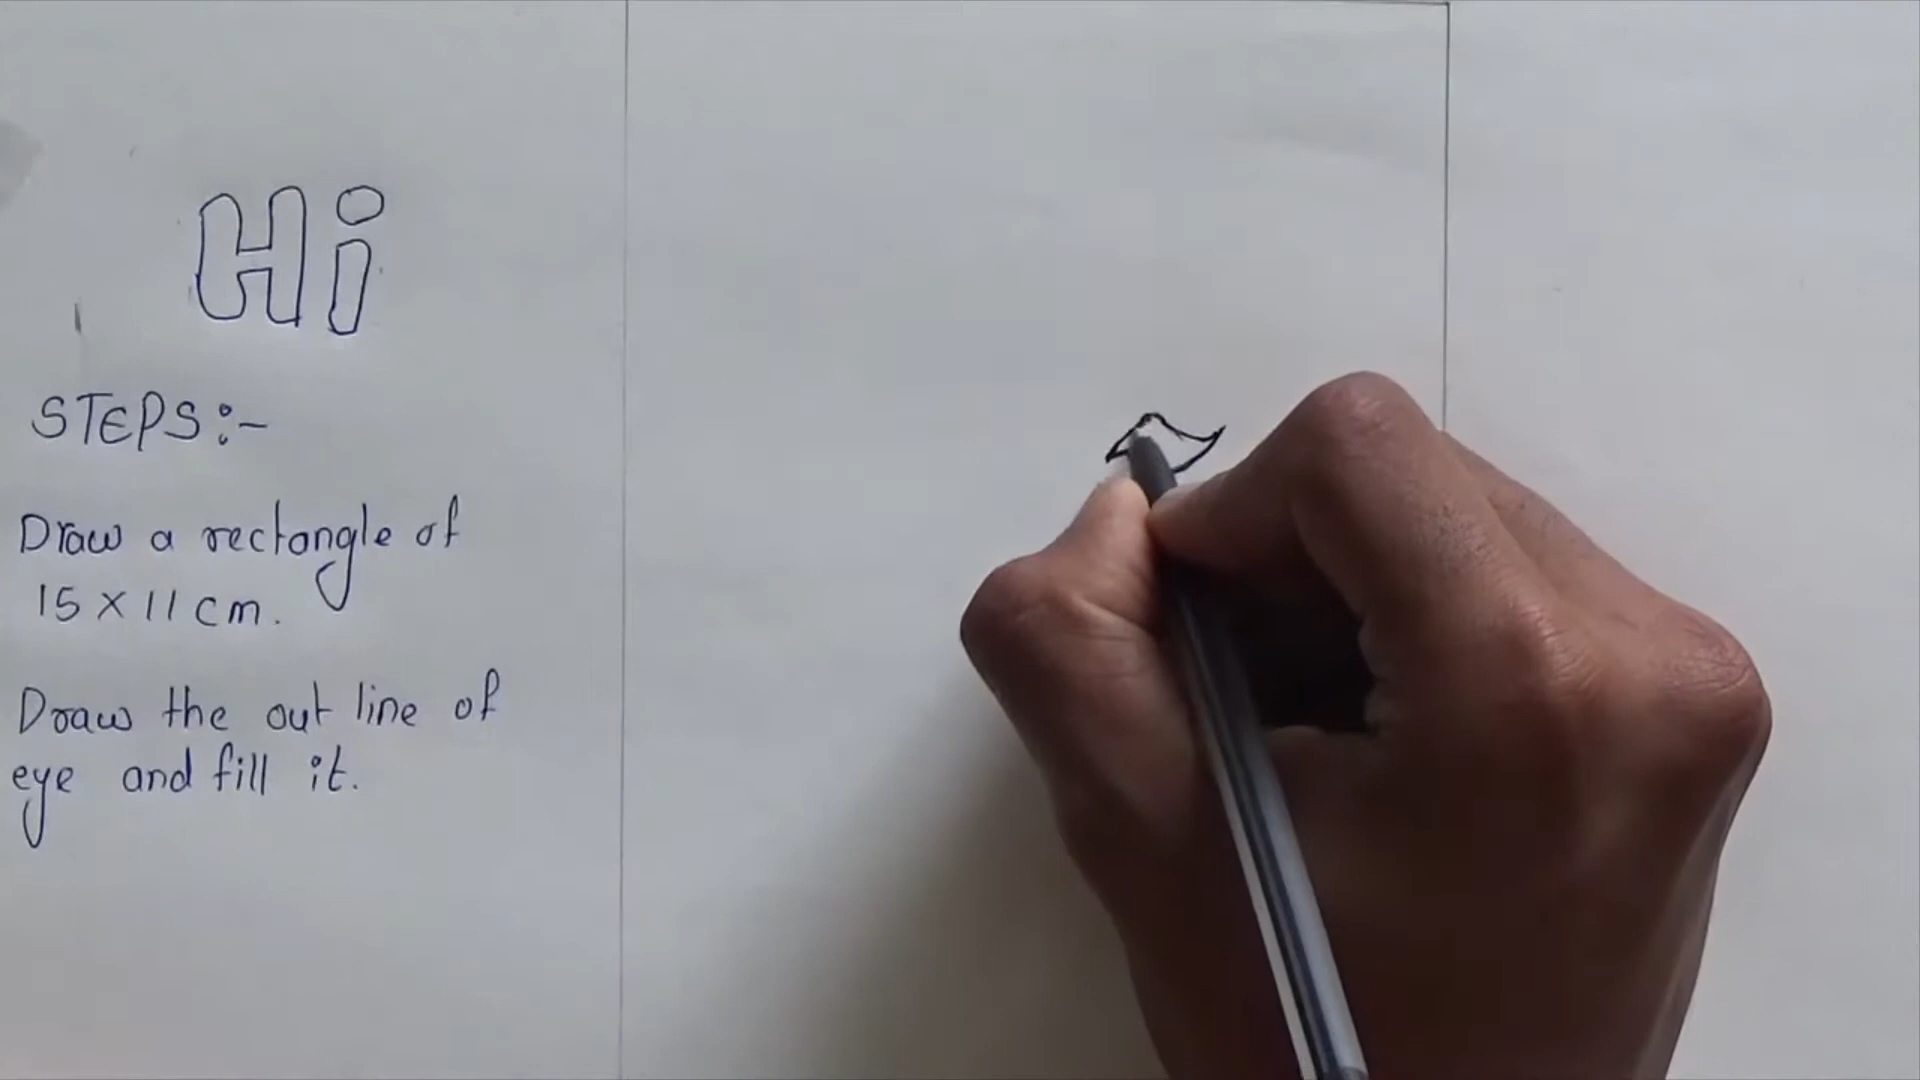 Hi
STEPS:-
Draw a rectangle of
15 x 11 cm.
Draw the out line of
eye and fill it.